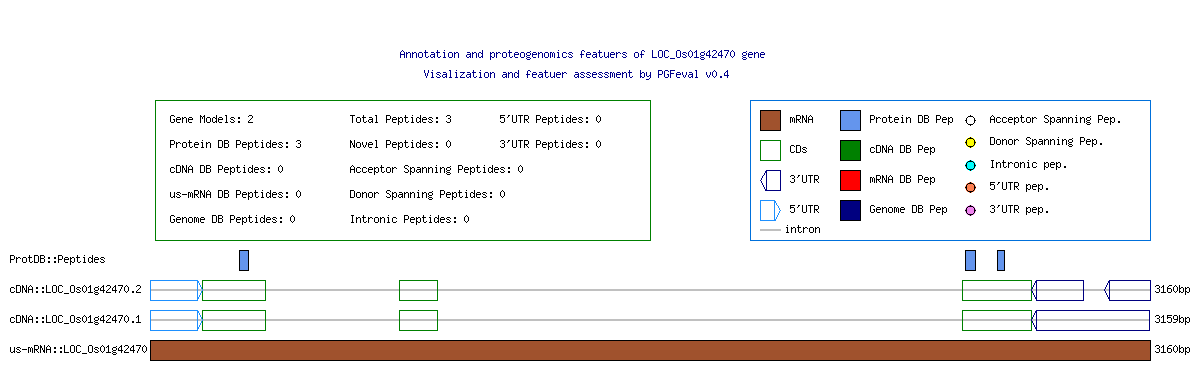 Annotation and proteogenomics featuers of LOC_Os01g42470 gene
Visalization and featuer assessment by PGFeval v0.4
Gene Models: 2
Total Peptides: 3
5'UTR Peptides: 0
Protein DB Peptides: 3
Novel Peptides: 0
3'UTR Peptides: 0
cDNA DB Peptides: 0
Acceptor Spanning Peptides: 0
us-mRNA DB Peptides: 0
Donor Spanning Peptides: 0
Genome DB Peptides: 0
Intronic Peptides: 0
mRNA
Protein DB Pep
Acceptor Spanning Pep.
CDs
cDNA DB Pep
Donor Spanning Pep.
3'UTR
mRNA DB Pep
Intronic pep.
5'UTR
Genome DB Pep
5'UTR pep.
3'UTR pep.
intron
ProtDB::Peptides
cDNA::LOC_Os01g42470.2
3160bp
cDNA::LOC_Os01g42470.1
3159bp
us-mRNA::LOC_Os01g42470
3160bp